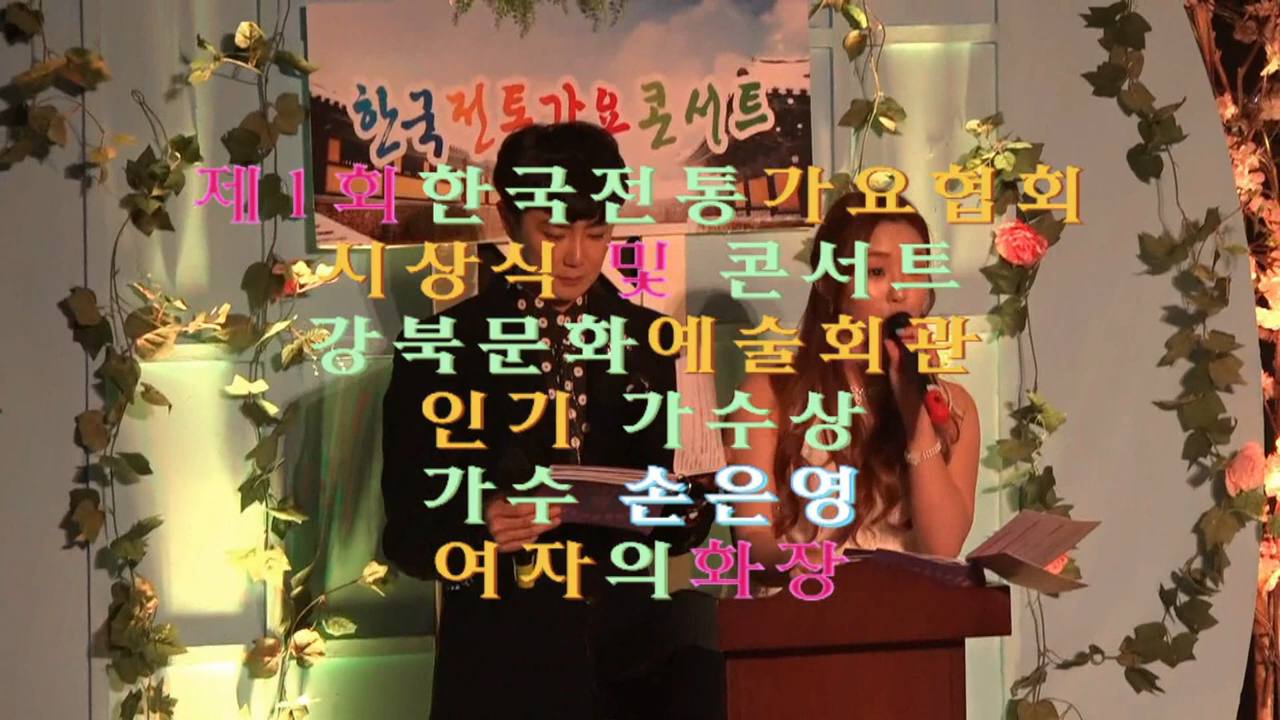 한국전통가요콘서트
제1회한국전통가요협회
시상식 및 콘서트
강북문화예술회관
인기 가수상
가수 손은영
여자의화장